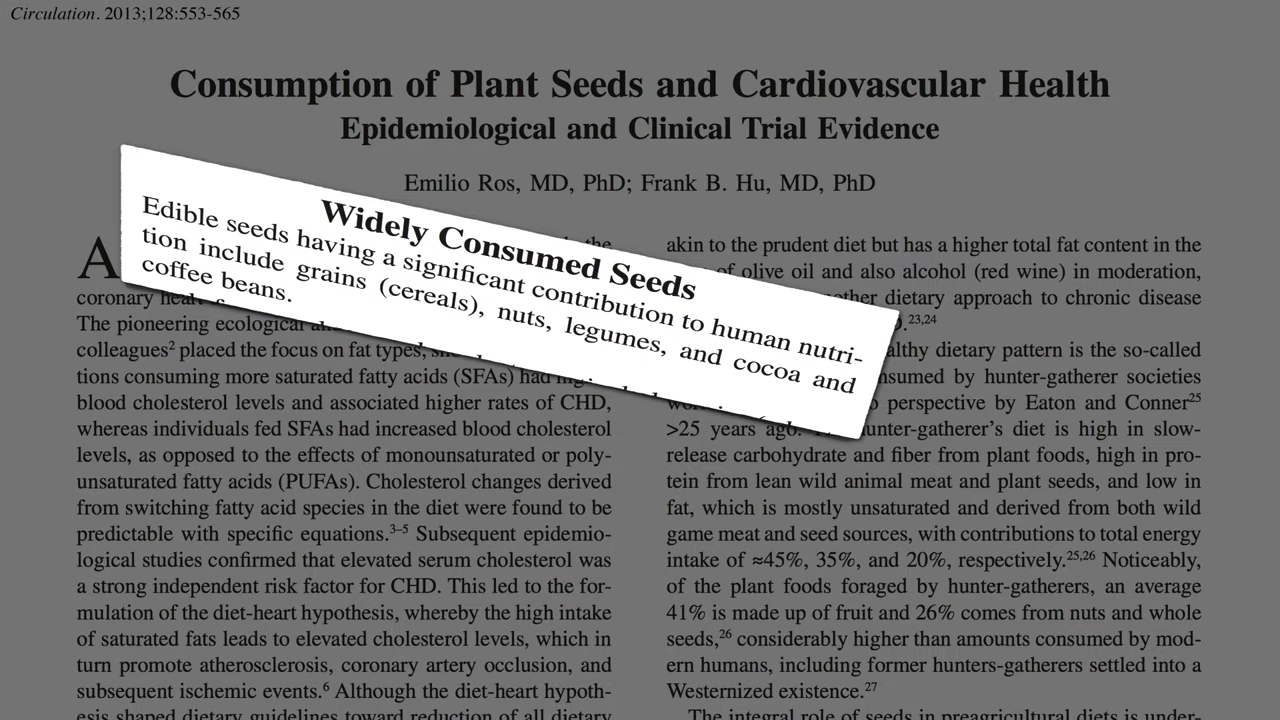 Circulation. 2013;128:553-565
Consumption of Plant Seeds and Cardiovascular Health
Epidemiological and Clinical Trial Evidence
Emilio Ros, MD, PhD; Frank B. Hu, MD, PhD
Widely Consumed Seeds
Edible seeds having a significant contribution to human nutri-
tion include grains (cereals), nuts, legumes, and cocoa and
coffee beans.
A
the
coronary heart
The pioneering ecological
colleagues² placed the focus on fat types,
tions consuming more saturated fatty acids (SFAs) had
blood cholesterol levels and associated higher rates of CHD,
whereas individuals fed SFAs had increased blood cholesterol
levels, as opposed to the effects of monounsaturated or poly-
unsaturated fatty acids (PUFAs). Cholesterol changes derived
from switching fatty acid species in the diet were found to be
predictable with specific equations.³⁻⁵ Subsequent epidemio-
logical studies confirmed that elevated serum cholesterol was
a strong independent risk factor for CHD. This led to the for-
mulation of the diet-heart hypothesis, whereby the high intake
of saturated fats leads to elevated cholesterol levels, which in
turn promote atherosclerosis, coronary artery occlusion, and
subsequent ischemic events.⁶ Although the diet-heart hypoth-
esis shaped dietary guidelines toward reduction of all dietary
akin to the prudent diet but has a higher total fat content in the
of olive oil and also alcohol (red wine) in moderation,
other dietary approach to chronic disease
.²³,²⁴
althy dietary pattern is the so-called
nsumed by hunter-gatherer societies
perspective by Eaton and Conner²⁵
>25 years ago. hunter-gatherer's diet is high in slow-
release carbohydrate and fiber from plant foods, high in pro-
tein from lean wild animal meat and plant seeds, and low in
fat, which is mostly unsaturated and derived from both wild
game meat and seed sources, with contributions to total energy
intake of ≈45%, 35%, and 20%, respectively.²⁵,²⁶ Noticeably,
of the plant foods foraged by hunter-gatherers, an average
41% is made up of fruit and 26% comes from nuts and whole
seeds,²⁶ considerably higher than amounts consumed by mod-
ern humans, including former hunters-gatherers settled into a
Westernized existence.²⁷
The integral role of seeds in preagricultural diets is under-